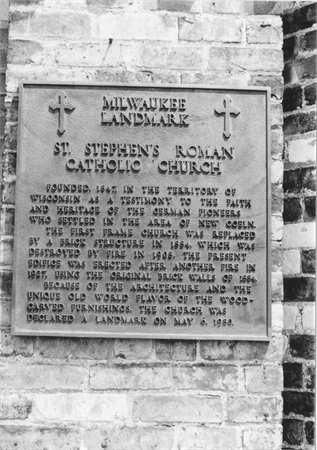 MILWAUKEE
LANDMARK
ST. STEPHEN'S ROMAN
CATHOLIC CHURCH
FOUNDED, 1847, IN THE TERRITORY OF
WISCONSIN AS A TESTIMONY TO THE FAITH
AND HERITAGE OF THE GERMAN PIONEERS
WHO SETTLED IN THE AREA OF NEW COELN.
THE FIRST FRAME CHURCH WAS REPLACED
BY A BRICK STRUCTURE IN 1884, WHICH WAS
DESTROYED BY FIRE IN 1908. THE PRESENT
EDIFICE WAS ERECTED AFTER ANOTHER FIRE IN
1927, USING THE ORIGINAL BRICK WALLS OF 1884.
BECAUSE OF THE ARCHITECTURE AND THE
UNIQUE OLD WORLD FLAVOR OF THE WOOD-
CARVED FURNISHINGS, THE CHURCH WAS
DECLARED A LANDMARK ON MAY 6, 1980.